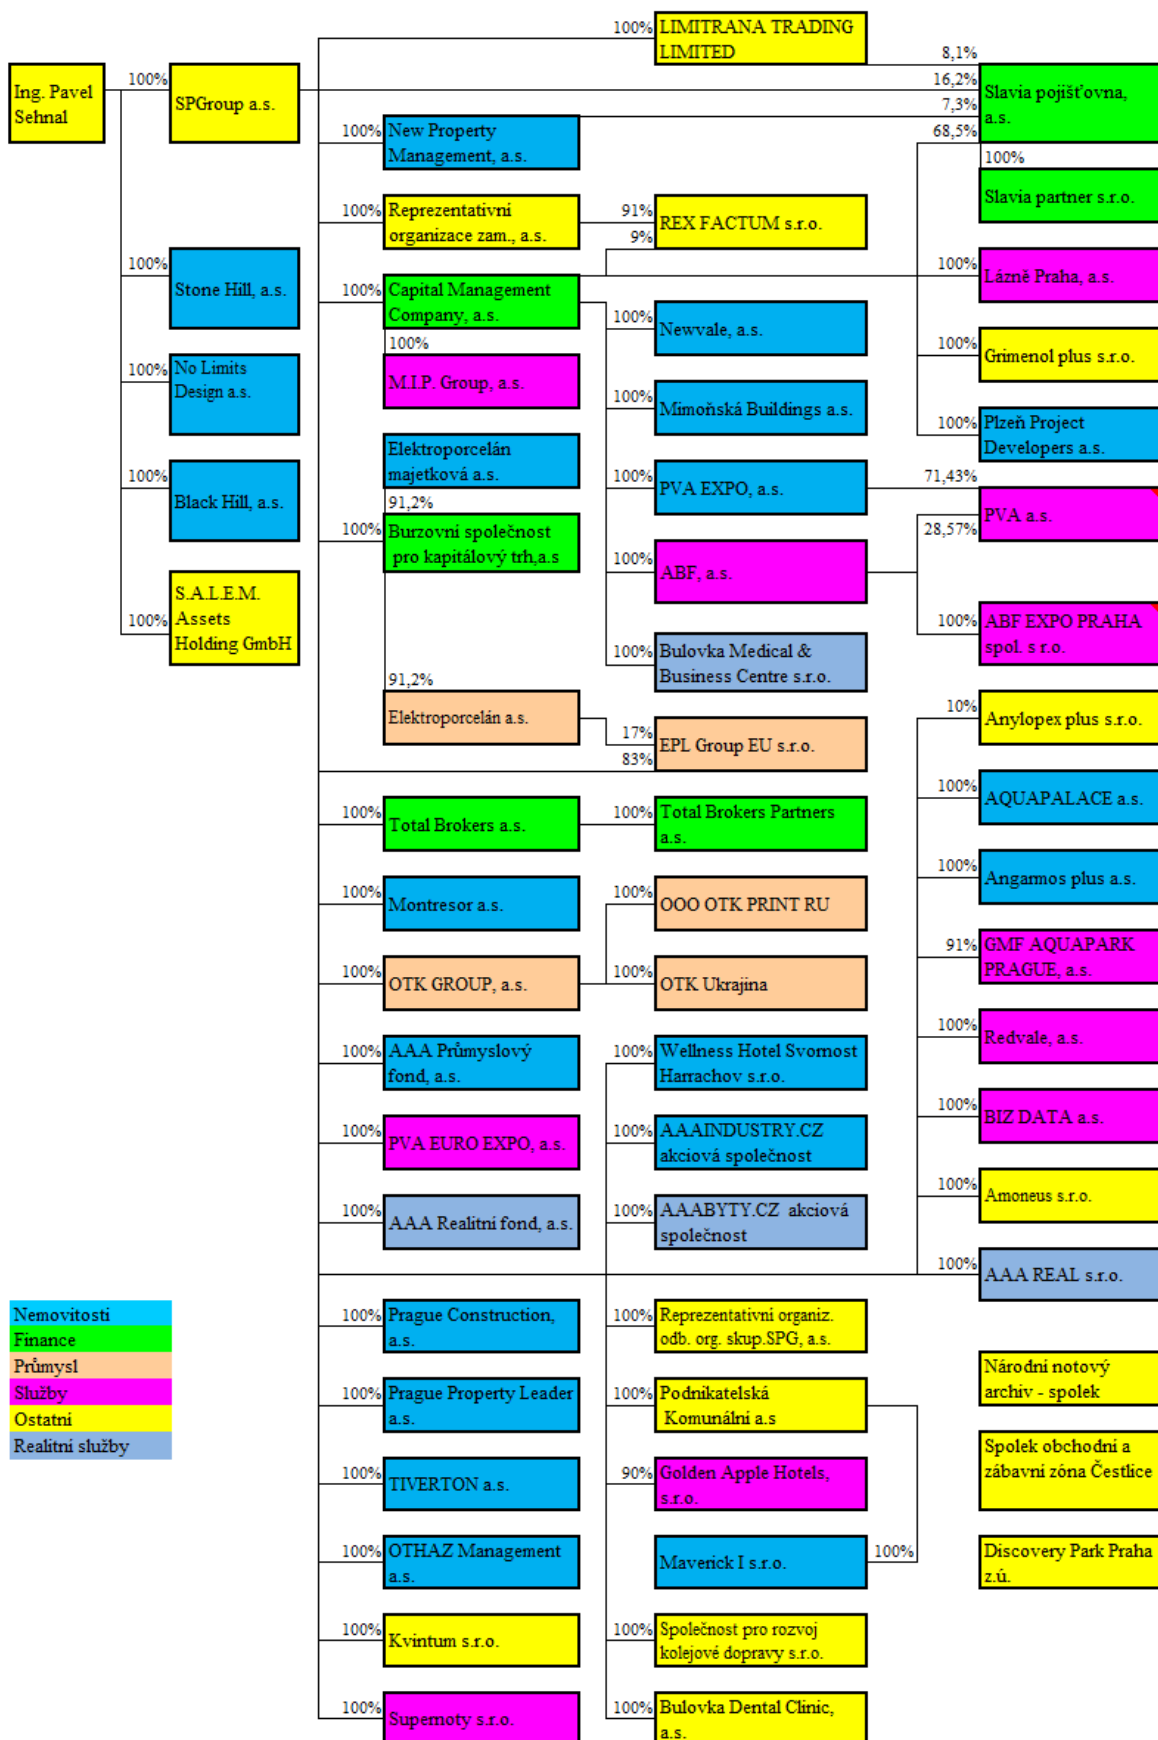 100%
LIMITRANA TRADING
LIMITED
8,1%
Ing. Pavel
Sehnal
100%
SPGroup a.s.
16,2%
7,3%
68,5%
Slavia pojišťovna,
a.s.
100%
New Property
Management, a.s.
100%
Slavia partner s.r.o.
100%
Reprezentativní
organizace zam., a.s.
91%
9%
REX FACTUM s.r.o.
100%
Stone Hill, a.s.
100%
Capital Management
Company, a.s.
100%
Lázně Praha, a.s.
100%
Newvale, a.s.
100%
Grimenol plus s.r.o.
100%
No Limits
Design a.s.
100%
M.I.P. Group, a.s.
100%
Mimoňská Buildings a.s.
100%
Plzeň Project
Developers a.s.
Elektroporcelán
majetková a.s.
91,2%
100%
PVA EXPO, a.s.
71,43%
28,57%
PVA a.s.
100%
Black Hill, a.s.
100%
Burzovní společnost
pro kapitálový trh,a.s
100%
ABF, a.s.
100%
S.A.L.E.M.
Assets
Holding GmbH
100%
ABF EXPO PRAHA
spol. s r.o.
100%
Bulovka Medical &
Business Centre s.r.o.
91,2%
Elektroporcelán a.s.
17%
83%
EPL Group EU s.r.o.
10%
Anylopex plus s.r.o.
100%
Total Brokers a.s.
100%
Total Brokers Partners
a.s.
100%
AQUAPALACE a.s.
100%
Montresor a.s.
100%
OOO OTK PRINT RU
100%
Angarmos plus a.s.
100%
OTK GROUP, a.s.
100%
OTK Ukrajina
91%
GMF AQUAPARK
PRAGUE, a.s.
100%
AAA Průmyslový
fond, a.s.
100%
Wellness Hotel Svornost
Harrachov s.r.o.
100%
Redvale, a.s.
100%
PVA EURO EXPO, a.s.
100%
AAAINDUSTRY.CZ
akciová společnost
100%
BIZ DATA a.s.
100%
AAA Realitní fond, a.s.
100%
AAABYTY.CZ akciová
společnost
100%
Amoneus s.r.o.
100%
AAA REAL s.r.o.
Nemovitosti
Finance
Průmysl
Služby
Ostatní
Realitní služby
100%
Prague Construction,
a.s.
100%
Reprezentativní organiz.
odb. org. skup.SPG, a.s.
Národní notový
archiv - spolek
100%
Prague Property Leader
a.s.
100%
Podnikatelská
Komunální a.s
Spolek obchodní a
zábavní zóna Čestlice
100%
TIVERTON a.s.
90%
Golden Apple Hotels,
s.r.o.
100%
OTHAZ Management
a.s.
Maverick I s.r.o.
100%
Discovery Park Praha
z.ú.
100%
Kvintum s.r.o.
100%
Společnost pro rozvoj
kolejové dopravy s.r.o.
100%
Supernoty s.r.o.
100%
Bulovka Dental Clinic,
a.s.